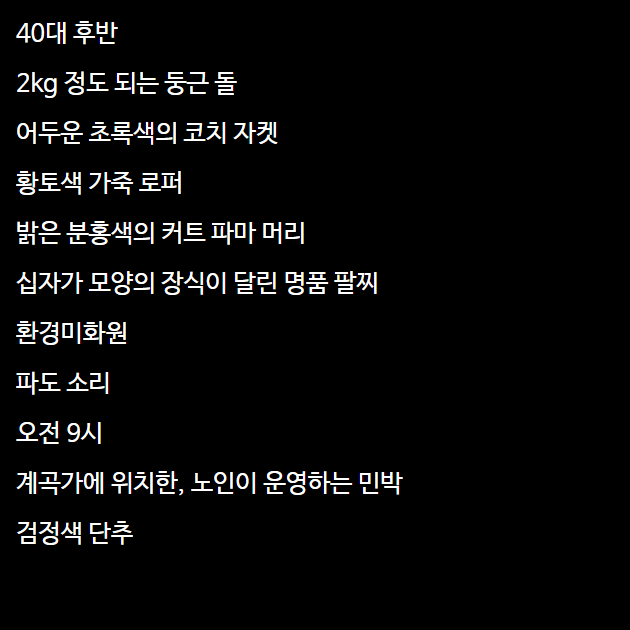 40대 후반
2kg 정도 되는 둥근 돌
어두운 초록색의 코치 자켓
황토색 가죽 로퍼
밝은 분홍색의 커트 파마 머리
십자가 모양의 장식이 달린 명품 팔찌
환경미화원
파도 소리
오전 9시
계곡가에 위치한, 노인이 운영하는 민박
검정색 단추